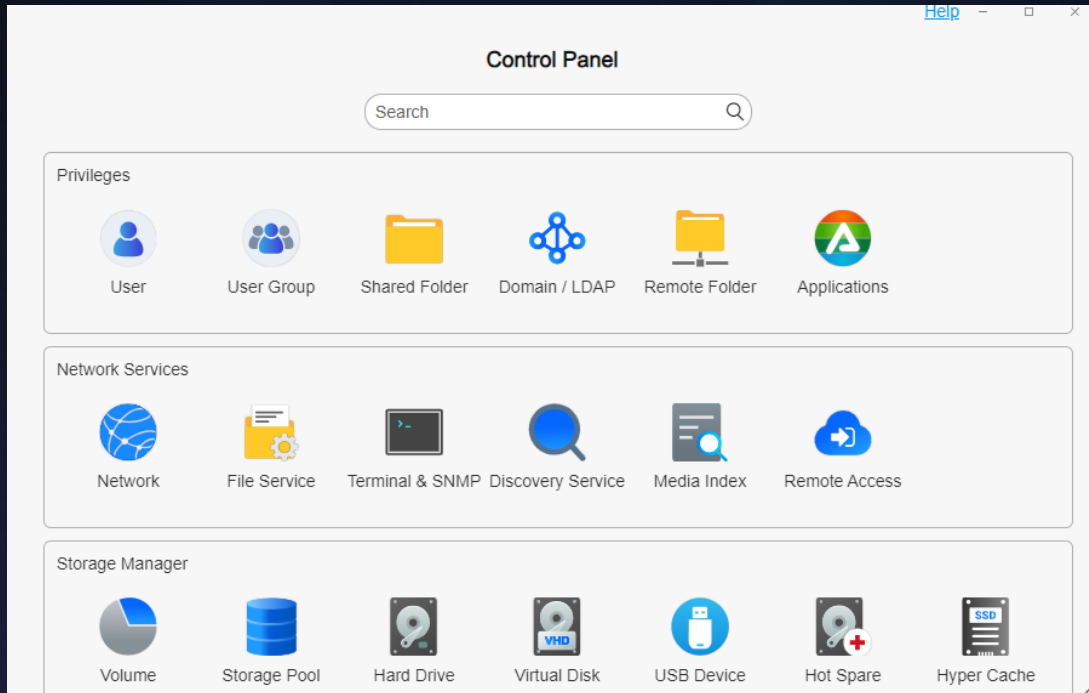 Help
Control Panel
Search
Privileges
User User Group Shared Folder Domain / LDAP Remote Folder Applications
Network Services
Network File Service Terminal & SNMP Discovery Service Media Index Remote Access
Storage Manager
VHD SSD
Volume Storage Pool Hard Drive Virtual Disk USB Device Hot Spare Hyper Cache